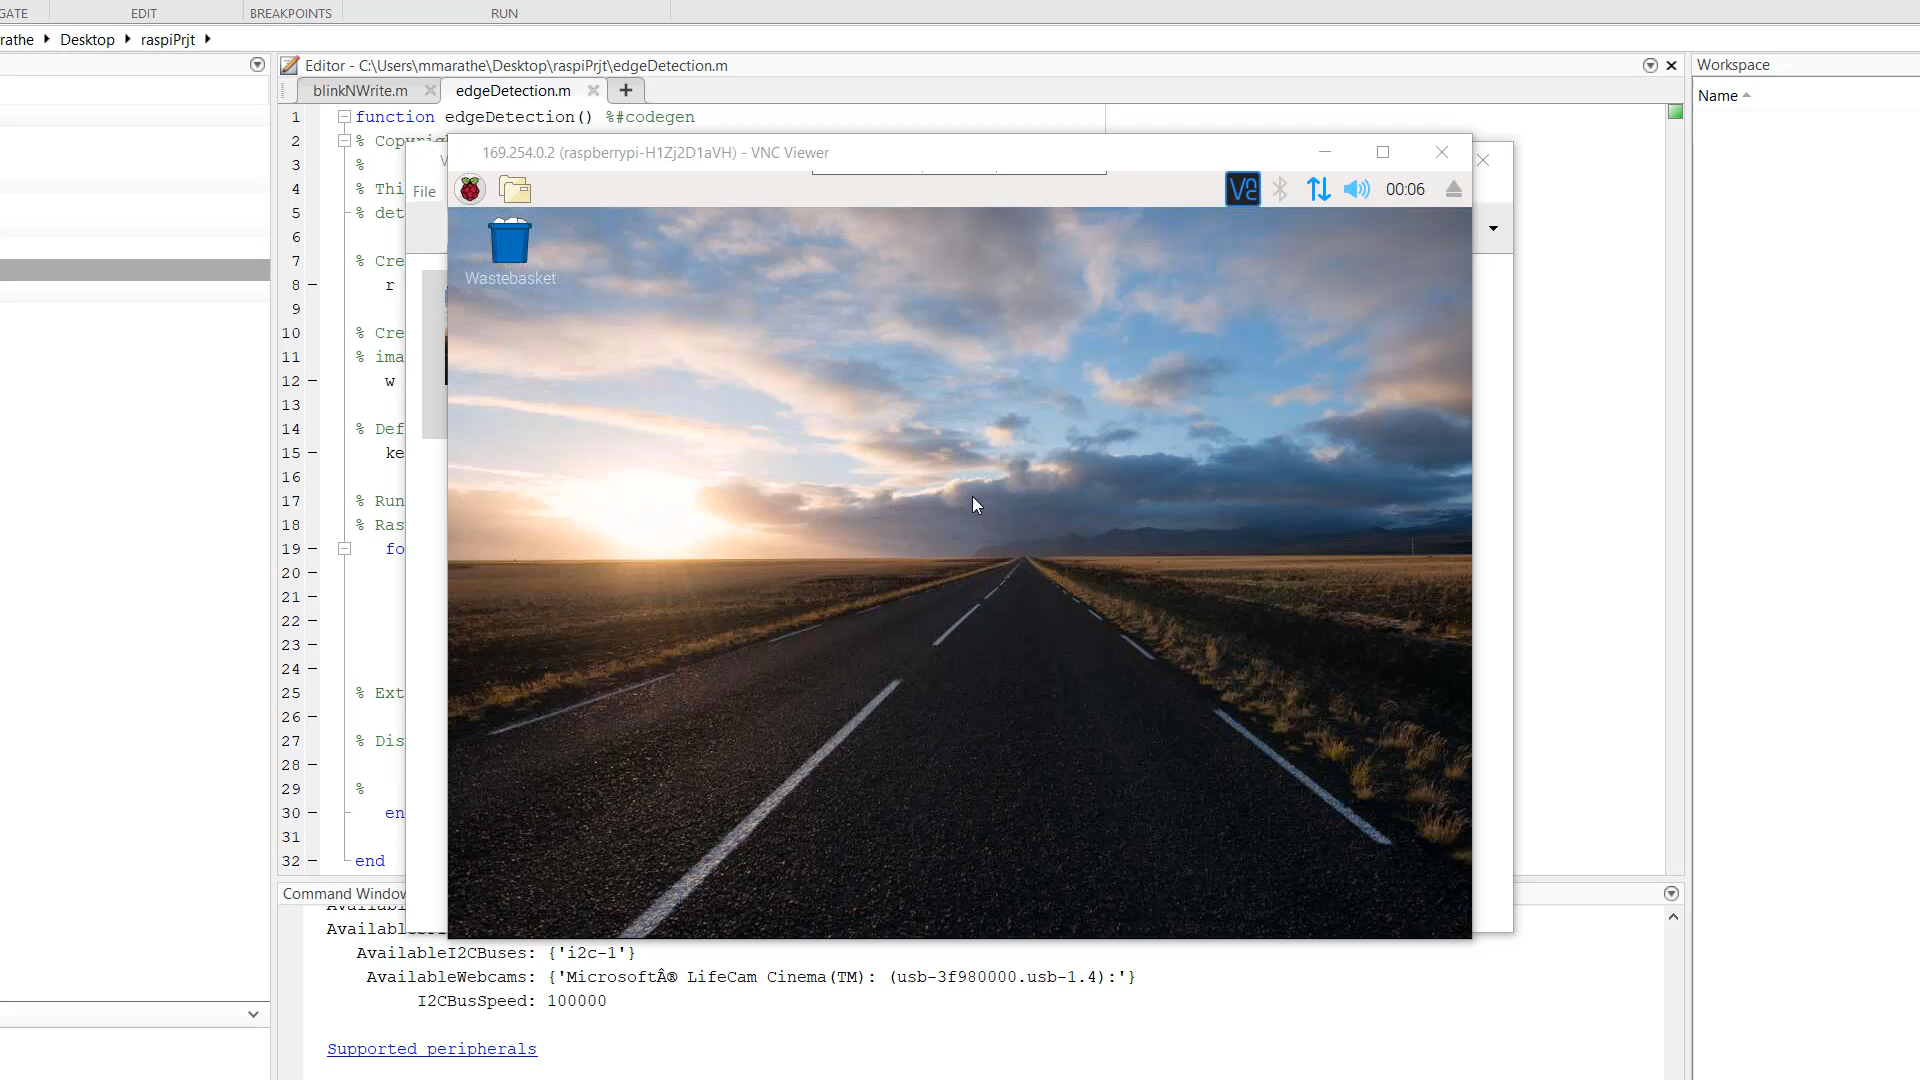 GATE EDIT BREAKPOINTS RUN
rathe Desktop raspiPrjt
Editor - C:\Users\mmarathe\Desktop\raspiPrjt\edgeDetection.m
Workspace
blinkNWrite.m edgeDetection.m +
Name
1 function edgeDetection() %#codegen
2 % Copyrigh
3 %
4 % Thi
5 % det
6
7 % Cre
8 r
9
10 % Cre
11 % ima
12 w
13
14 % Def
15 ke
16
17 % Run
18 % Ras
19 fo
20
21
22
23
24
25 % Ext
26
27 % Dis
28
29 %
30 en
31
32 end
V
File
169.254.0.2 (raspberrypi-H1Zj2D1aVH) - VNC Viewer
00:06
Wastebasket
Command Window
AvailableI2CBuses: {'i2c-1'}
AvailableWebcams: {'MicrosoftÂ® LifeCam Cinema(TM): (usb-3f980000.usb-1.4):'}
I2CBusSpeed: 100000
Supported peripherals